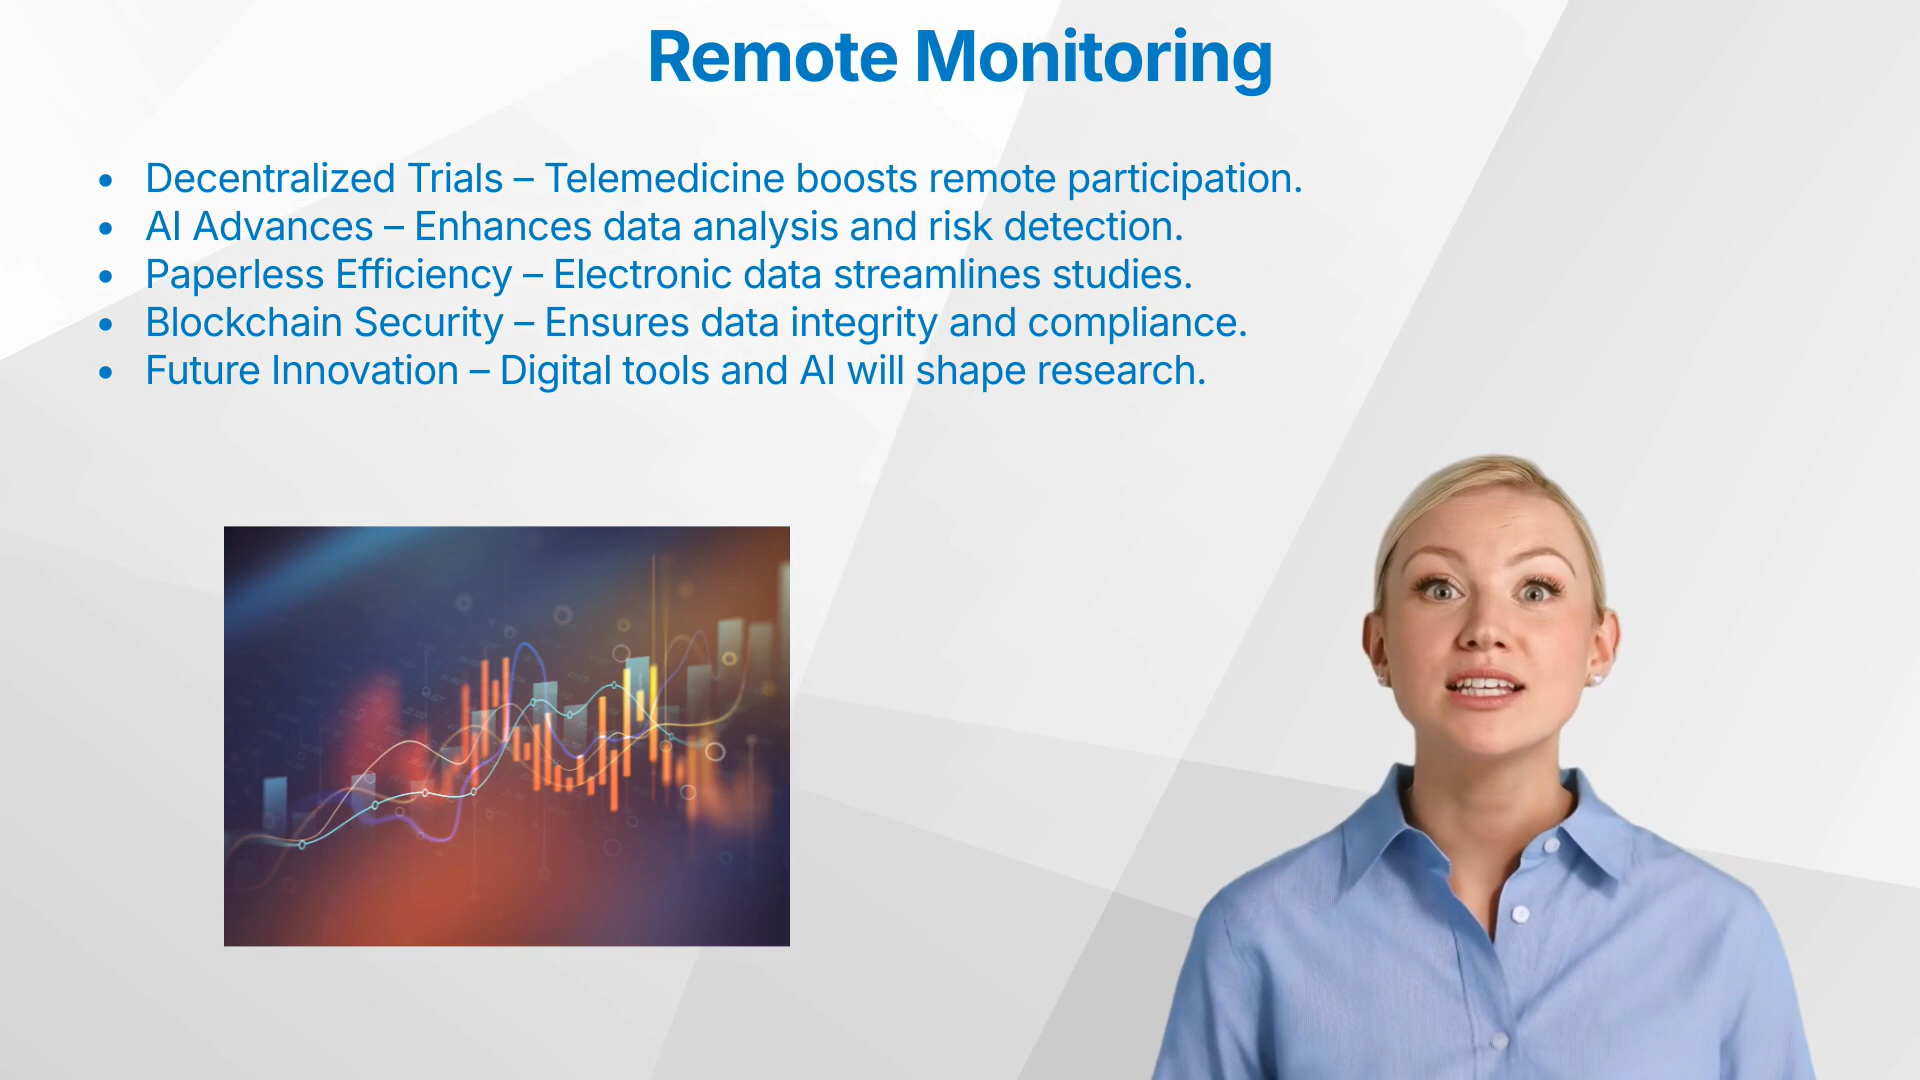 Remote Monitoring
• Decentralized Trials – Telemedicine boosts remote participation.
• AI Advances – Enhances data analysis and risk detection.
• Paperless Efficiency – Electronic data streamlines studies.
• Blockchain Security – Ensures data integrity and compliance.
• Future Innovation – Digital tools and AI will shape research.